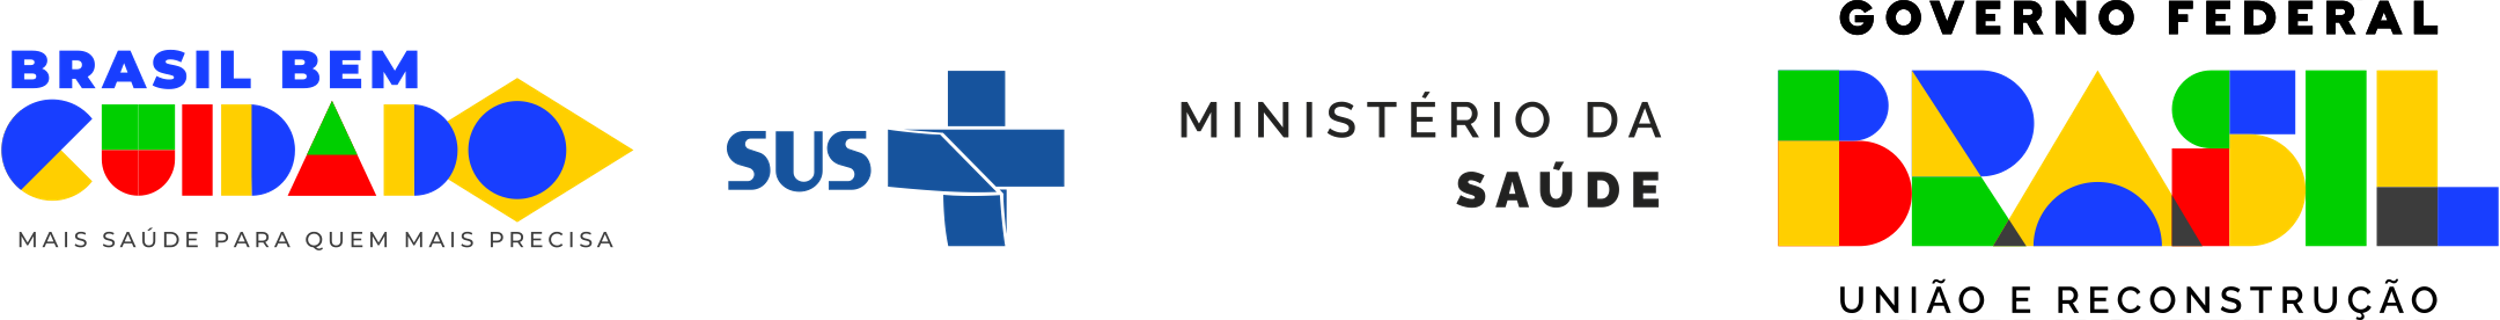 BRASIL BEM
CUIDADO
MAIS SAÚDE PARA QUEM MAIS PRECISA
SUS
MINISTÉRIO DA
SAÚDE
GOVERNO FEDERAL
BRASIL
UNIÃO E RECONSTRUÇÃO